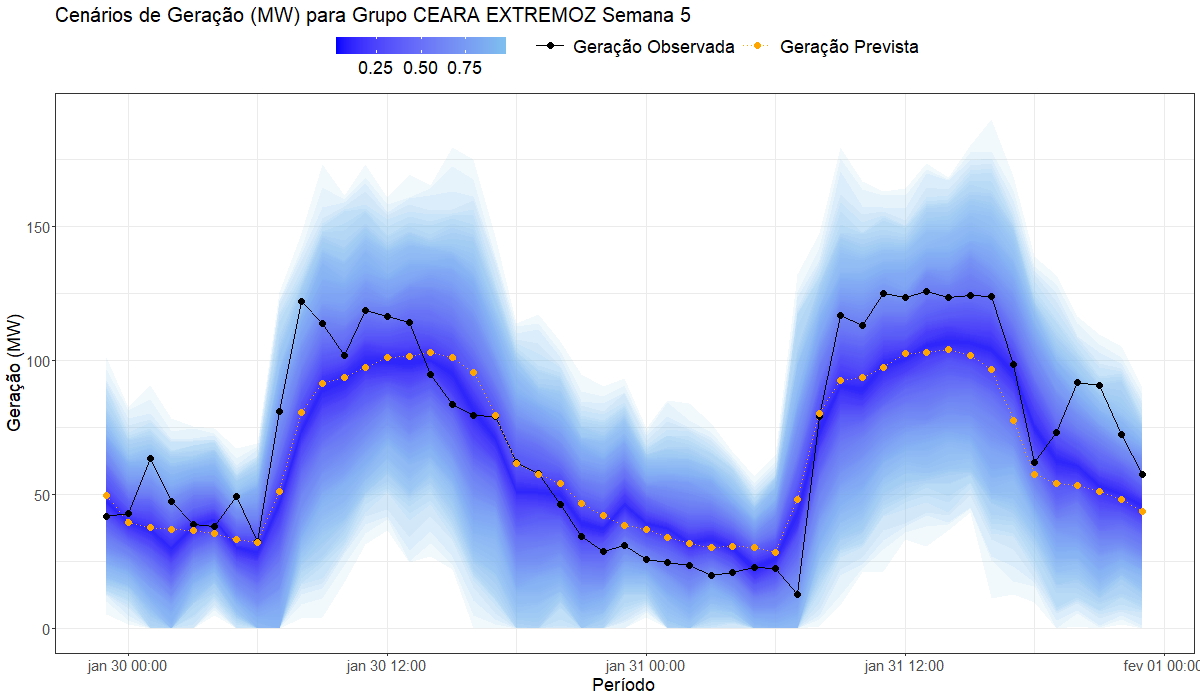 Cenários de Geração (MW) para Grupo CEARA EXTREMOZ Semana 5
0.25 0.50 0.75
Geração Observada
Geração Prevista
Geração (MW)
150
100
50
0
jan 30 00:00
jan 30 12:00
jan 31 00:00
jan 31 12:00
fev 01 00:00
Período